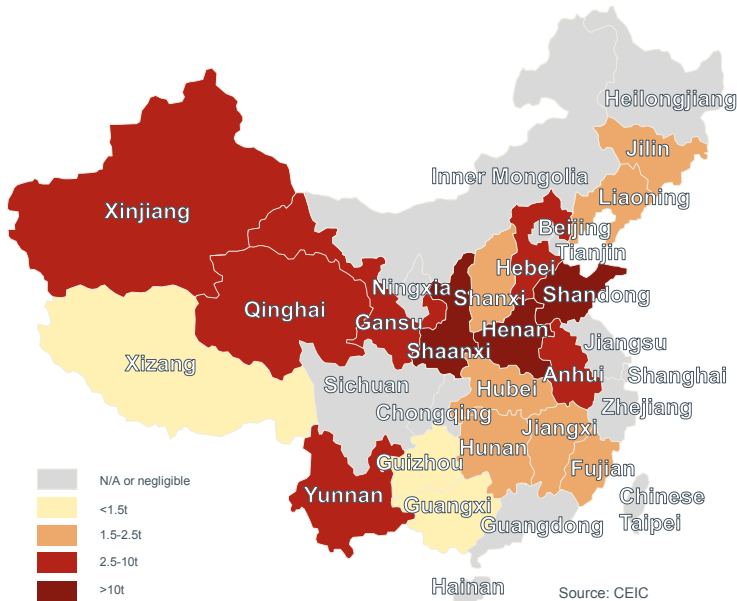 Heilongjiang
Jilin
Inner Mongolia
Liaoning
Xinjiang
Beijing
Tianjin
Hebei
Ningxia
Shanxi
Shandong
Qinghai
Gansu
Henan
Shaanxi
Jiangsu
Xizang
Anhui
Shanghai
Sichuan
Hubei
Chongqing
Zhejiang
Jiangxi
Hunan
Guizhou
Fujian
Yunnan
Guangxi
Chinese
Taipei
Guangdong
Hainan
N/A or negligible
<1.5t
1.5-2.5t
2.5-10t
>10t
Source: CEIC